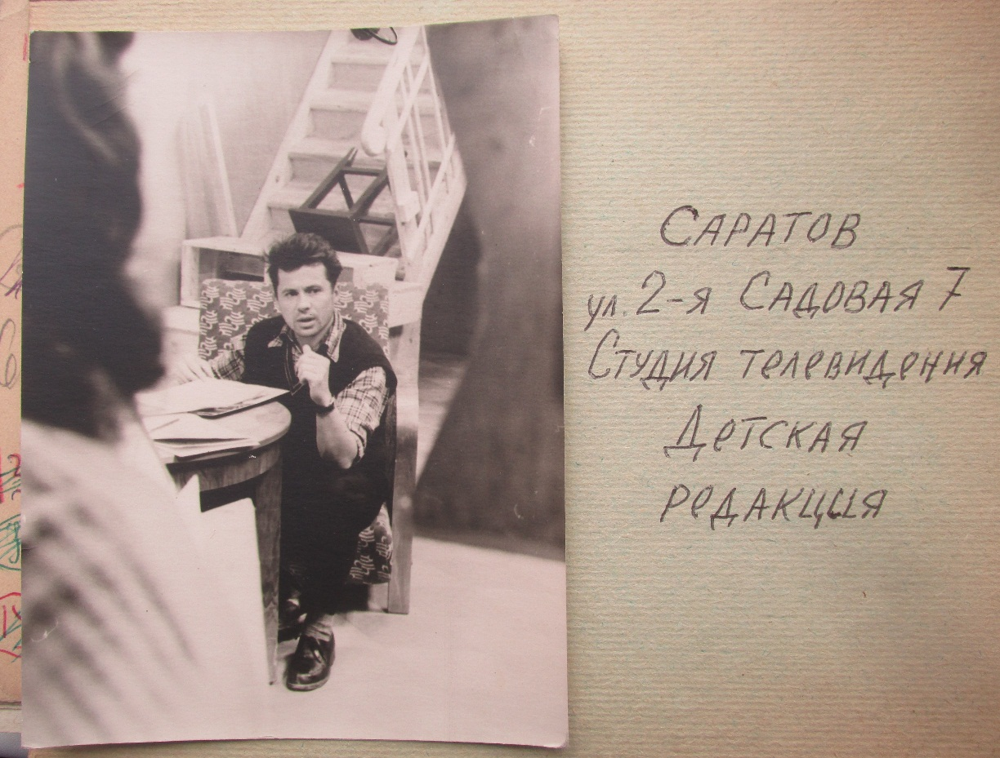 Саратов
ул. 2-я Садовая 7
Студия телевидения
Детская
редакция